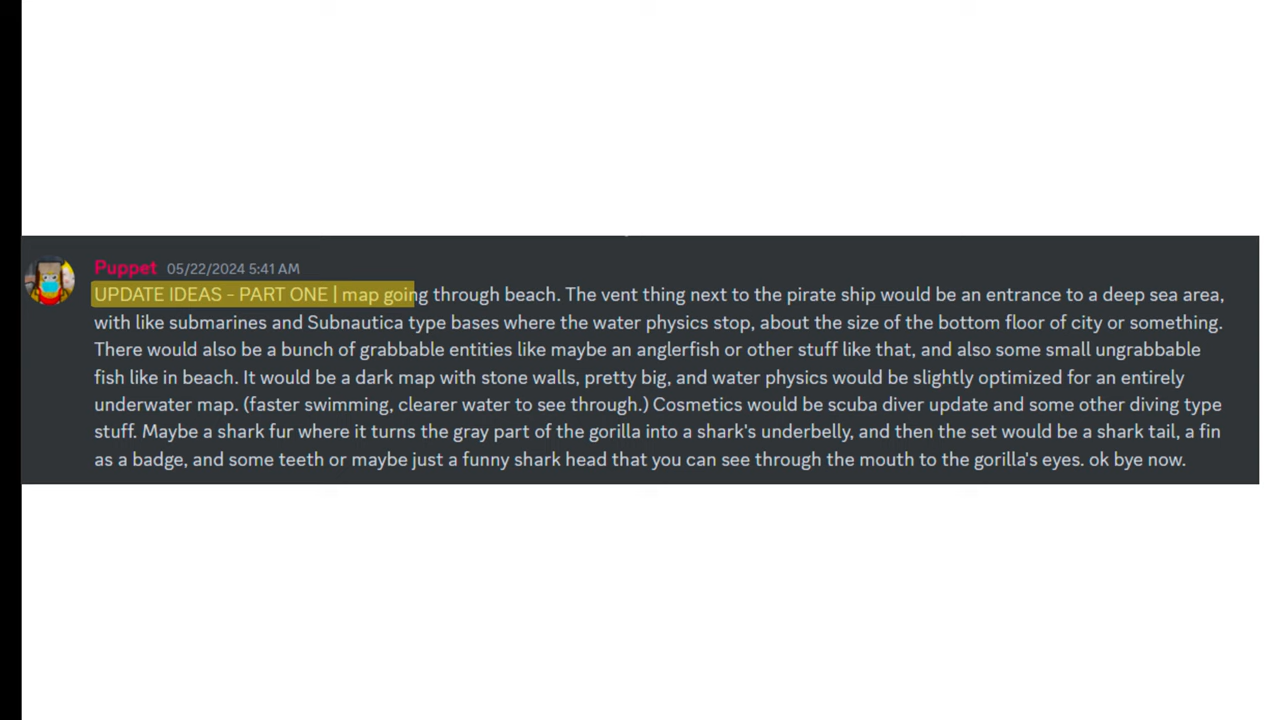 Puppet 05/22/2024 5:41 AM
UPDATE IDEAS - PART ONE | map going through beach. The vent thing next to the pirate ship would be an entrance to a deep sea area,
with like submarines and Subnautica type bases where the water physics stop, about the size of the bottom floor of city or something.
There would also be a bunch of grabbable entities like maybe an anglerfish or other stuff like that, and also some small ungrabbable
fish like in beach. It would be a dark map with stone walls, pretty big, and water physics would be slightly optimized for an entirely
underwater map. (faster swimming, clearer water to see through.) Cosmetics would be scuba diver update and some other diving type
stuff. Maybe a shark fur where it turns the gray part of the gorilla into a shark's underbelly, and then the set would be a shark tail, a fin
as a badge, and some teeth or maybe just a funny shark head that you can see through the mouth to the gorilla's eyes. ok bye now.